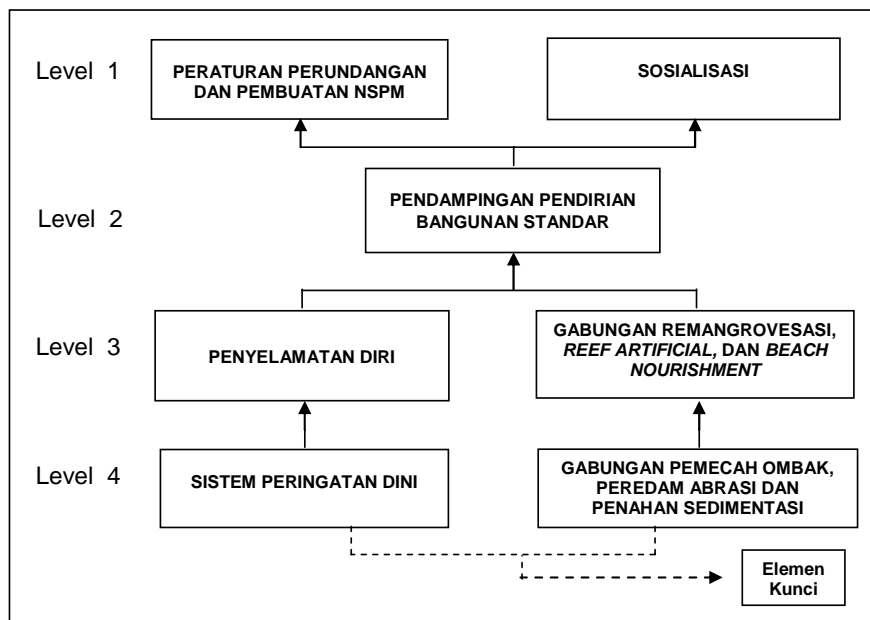 Level 1
PERATURAN PERUNDANGAN
DAN PEMBUATAN NSPM
SOSIALISASI
Level 2
PENDAMPINGAN PENDIRIAN
BANGUNAN STANDAR
Level 3
PENYELAMATAN DIRI
GABUNGAN REMANGROVESASI,
REEF ARTIFICIAL, DAN BEACH
NOURISHMENT
Level 4
SISTEM PERINGATAN DINI
GABUNGAN PEMECAH OMBAK,
PEREDAM ABRASI DAN
PENAHAN SEDIMENTASI
Elemen
Kunci